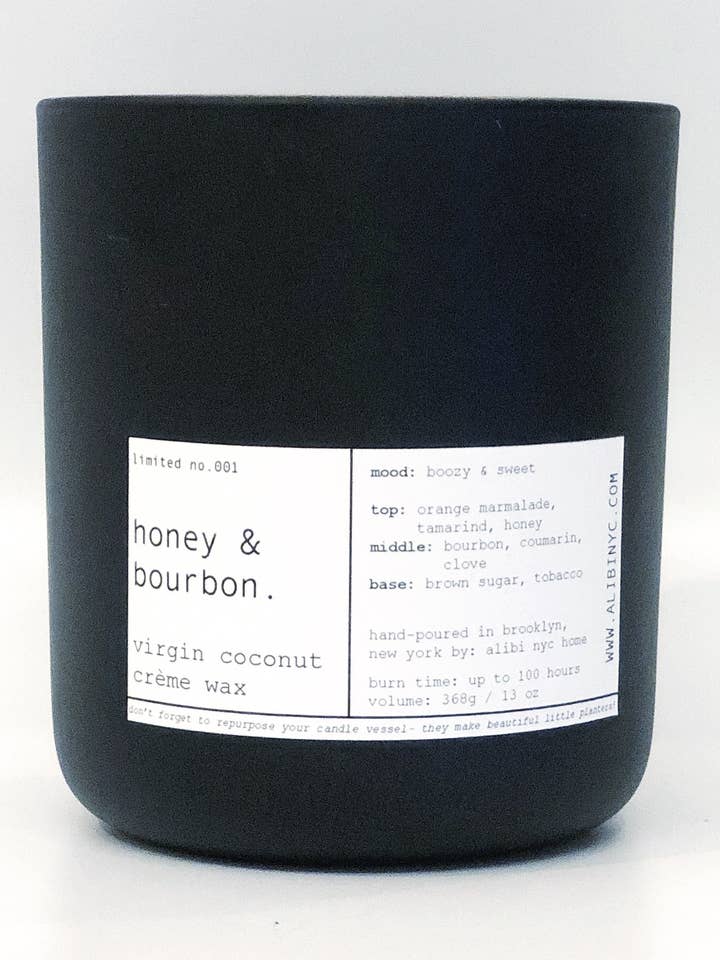 limited no.001
honey &
bourbon.
virgin coconut
crème wax
mood: boozy & sweet
top: orange marmalade,
tamarind, honey
middle: bourbon, coumarin,
clove
base: brown sugar, tobacco
hand-poured in brooklyn,
new york by: alibi nyc home
burn time: up to 100 hours
volume: 368g / 13 oz
WWW.ALIBINYC.COM
don't forget to repurpose your candle vessel- they make beautiful little planters!